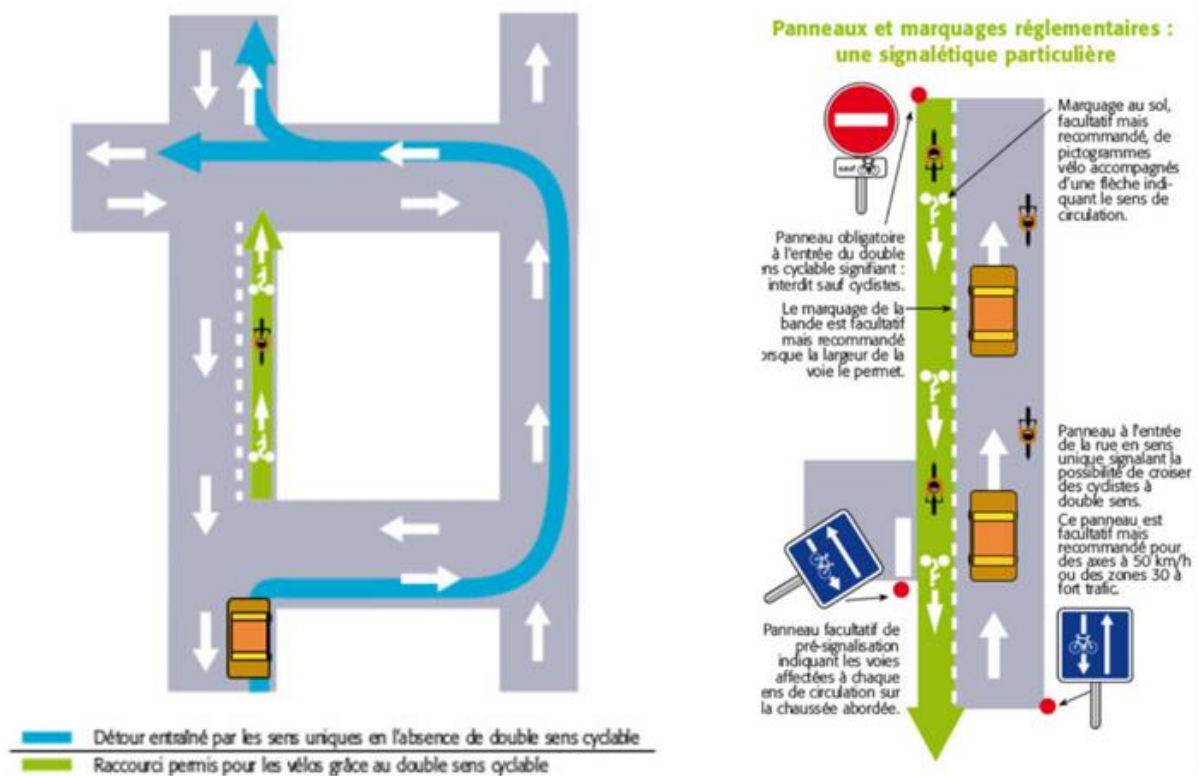 Détour entraîné par les sens uniques en l'absence de double sens cyclable
Raccourci permis pour les vélos grâce au double sens cyclable
Panneaux et marquages réglementaires :
une signalétique particulière
sauf
Panneau obligatoire
à l'entrée du double
ens cyclable signifiant :
interdit sauf cyclistes.
Le marquage de la
bande est facultatif
mais recommandé
orsque la largeur de la
voie le permet.
Panneau facultatif de
pré-signalisation
indiquant les voies
affectées à chaque
ens de circulation sur
la chaussée abordée.
Marquage au sol,
facultatif mais
recommandé, de
pictogrammes
vélo accompagnés
d'une flèche indi-
quant le sens de
circulation.
Panneau à l'entrée
de la rue en sens
unique signalant la
possibilité de croiser
des cyclistes à
double sens.
Ce panneau est
facultatif mais
recommandé pour
des axes à 50 km/h
ou des zones 30 à
fort trafic.